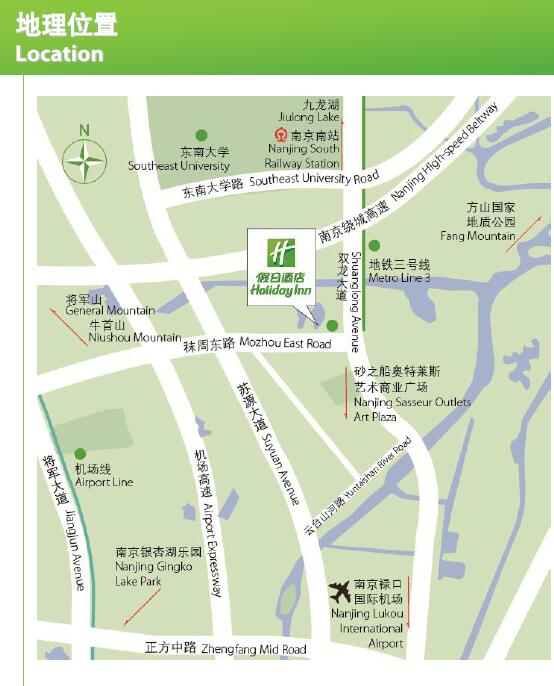 地理位置
Location
九龙湖
Jiulong Lake
南京南站
Nanjing South
Railway Station
N
东南大学
Southeast University
东南大学路 Southeast University Road
南京绕城高速 Nanjing High-speed Beltway
方山国家
地质公园
Fang Mountain
H
假日酒店
Holiday Inn
双龙大道 Shuanglong Avenue
地铁三号线
Metro Line 3
将军山
General Mountain
牛首山
Niushou Mountain
秣周东路 Mozhou East Road
砂之船奥特莱斯
艺术商业广场
Nanjing Sasseur Outlets
Art Plaza
苏源大道 Suyuan Avenue
云台山河路 Yuntaishan River Road
机场线
Airport Line
将军大道 Jiangjun Avenue
机场高速 Airport Expressway
南京银杏湖乐园
Nanjing Gingko
Lake Park
南京禄口
国际机场
Nanjing Lukou
International
Airport
正方中路 Zhengfang Mid Road